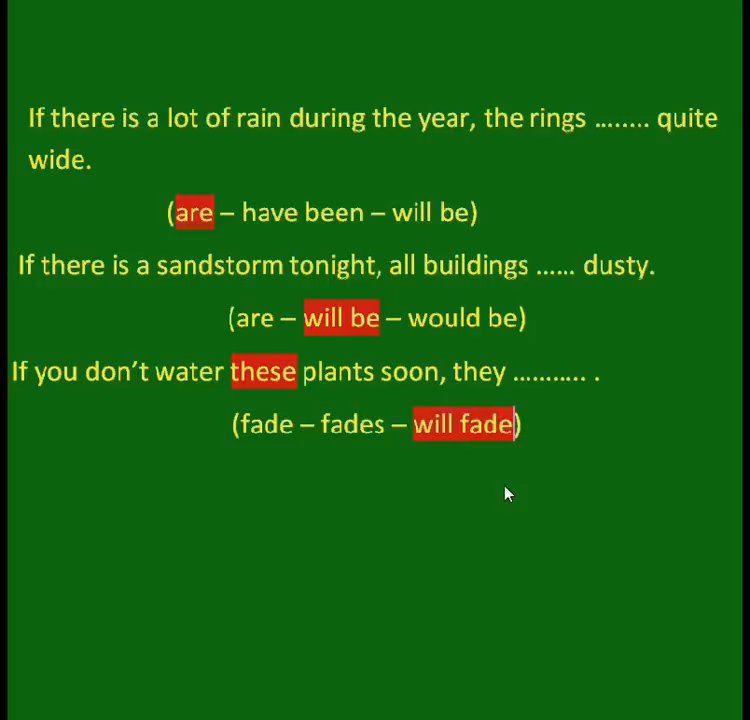 If there is a lot of rain during the year, the rings ........ quite
wide.
(are – have been – will be)
If there is a sandstorm tonight, all buildings ...... dusty.
(are – will be – would be)
If you don’t water these plants soon, they ........... .
(fade – fades – will fade)